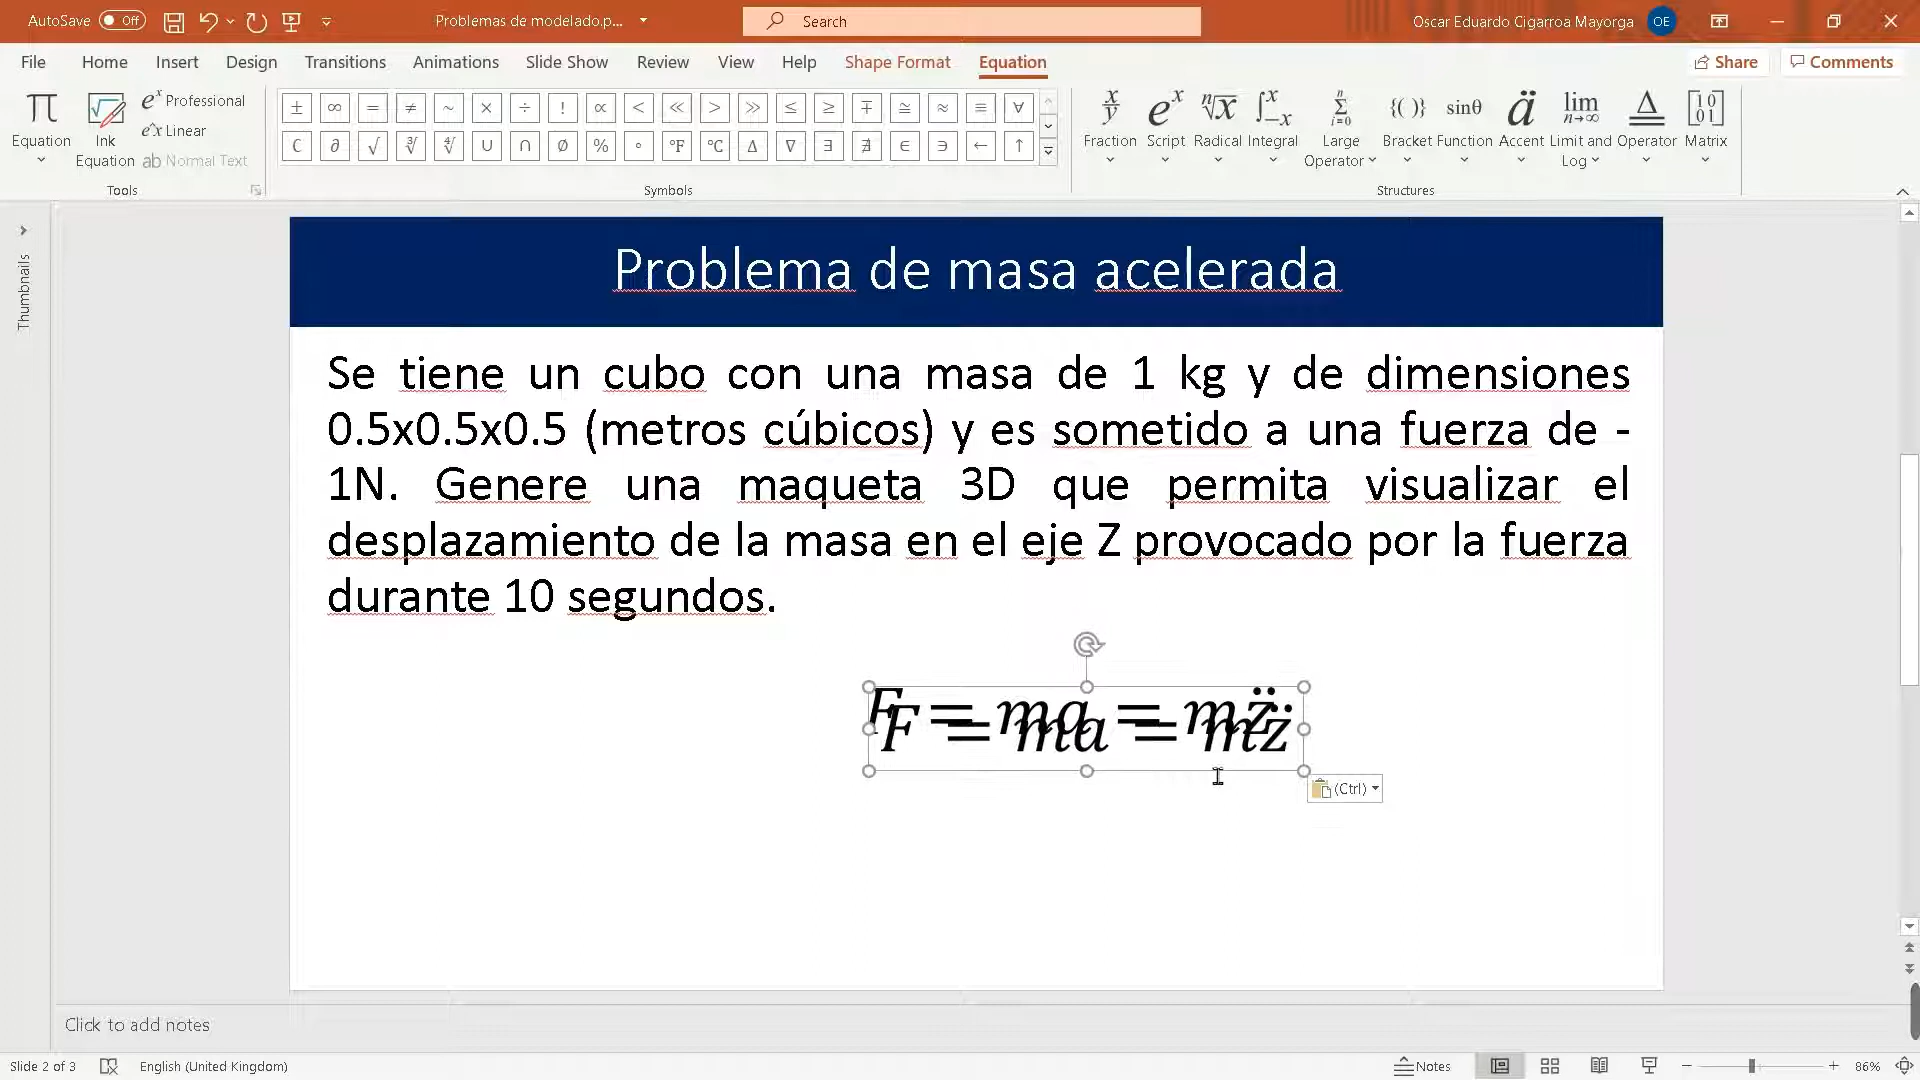 AutoSave Off Problemas de modelado.p... Search Oscar Eduardo Cigarroa Mayorga OE
File Home Insert Design Transitions Animations Slide Show Review View Help Shape Format Equation Share Comments
Equation
Ink Equation
Professional
Linear
ab Normal Text
Tools
± ∞ = ≠ ~ × ÷ ! ∝ < ≪ > ≫ ≤ ≥ ∓ ≅ ≈ ≡ ∀
∁ ∂ √ ∛ ∜ ∪ ∩ ∅ % ° °F °C ∆ ∇ ∃ ∄ ∈ ∋ ← ↑
Symbols
Fraction Script Radical Integral Large Operator Bracket Function Accent Limit and Log Operator Matrix
Structures
Thumbnails
Problema de masa acelerada
Se tiene un cubo con una masa de 1 kg y de dimensiones
0.5x0.5x0.5 (metros cúbicos) y es sometido a una fuerza de -
1N. Genere una maqueta 3D que permita visualizar el
desplazamiento de la masa en el eje Z provocado por la fuerza
durante 10 segundos.
F = ma = mz̈
F = ma = mz̈
(Ctrl)
Click to add notes
Slide 2 of 3 English (United Kingdom) Notes 86%